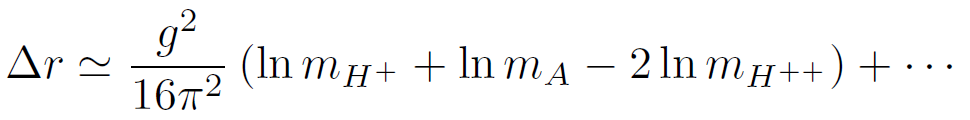 Δr ≃ g²/16π² (ln m_{H+} + ln m_A − 2 ln m_{H++}) + ⋯